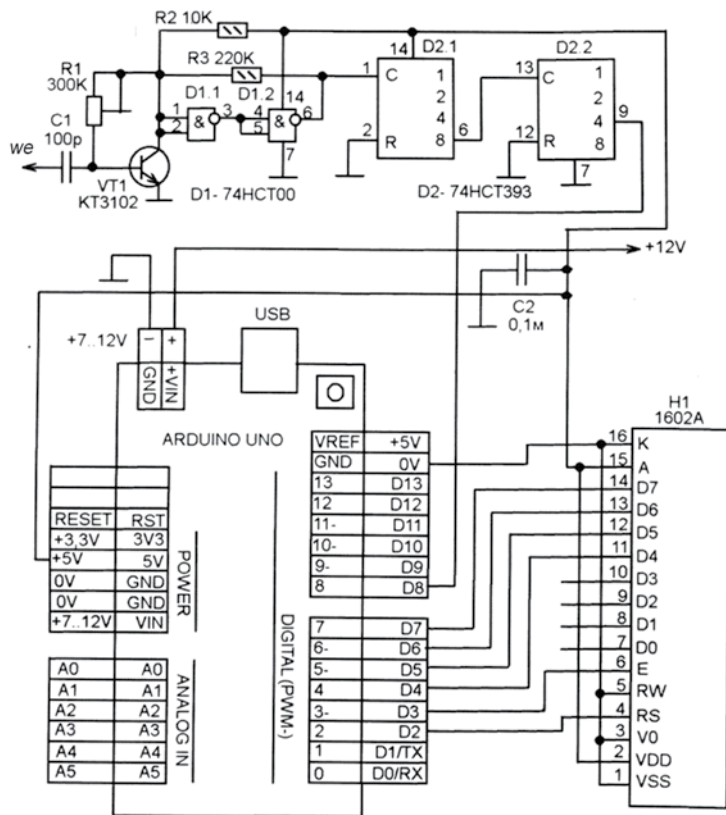 R2 10K
R3 220K
R1
300K
C1
100p
we
VT1
KT3102
D1.1
D1.2
1
2
&
3
4
5
&
14
6
7
D1- 74HCT00
14
D2.1
1
C
1
2
4
8
2
R
6
D2.2
13
C
1
2
4
8
9
12
R
7
D2- 74HCT393
+12V
C2
0,1м
+7..12V
–
+
GND
+VIN
USB
ARDUINO UNO
VREF +5V
GND 0V
13 D13
12 D12
11- D11
10- D10
9- D9
8 D8
7 D7
6- D6
5- D5
4 D4
3- D3
2 D2
1 D1/TX
0 D0/RX
DIGITAL (PWM-)
RESET RST
+3,3V 3V3
+5V 5V
0V GND
0V GND
+7..12V VIN
POWER
A0 A0
A1 A1
A2 A2
A3 A3
A4 A4
A5 A5
ANALOG IN
H1
1602A
16 K
15 A
14 D7
13 D6
12 D5
11 D4
10 D3
9 D2
8 D1
7 D0
6 E
5 RW
4 RS
3 V0
2 VDD
1 VSS